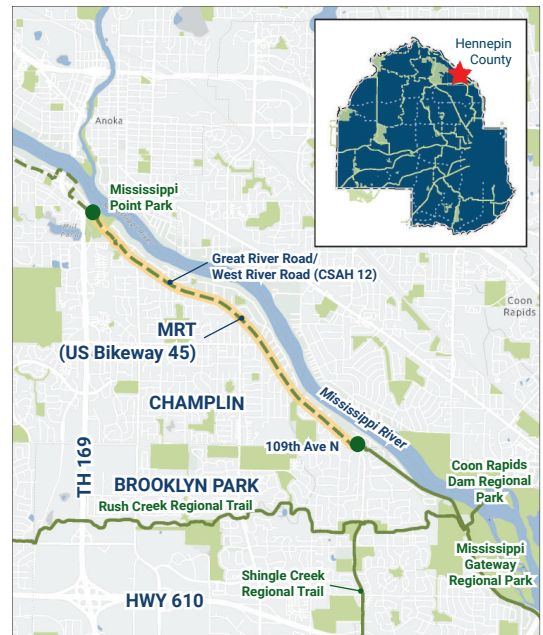 Hennepin
County
Anoka
Mississippi
Point Park
Great River Road/
West River Road (CSAH 12)
Coon
Rapids
MRT
(US Bikeway 45)
CHAMPLIN
Mississippi River
109th Ave N
TH 169
BROOKLYN PARK
Rush Creek Regional Trail
Coon Rapids
Dam Regional
Park
Mississippi
Gateway
Regional Park
Shingle Creek
Regional Trail
HWY 610